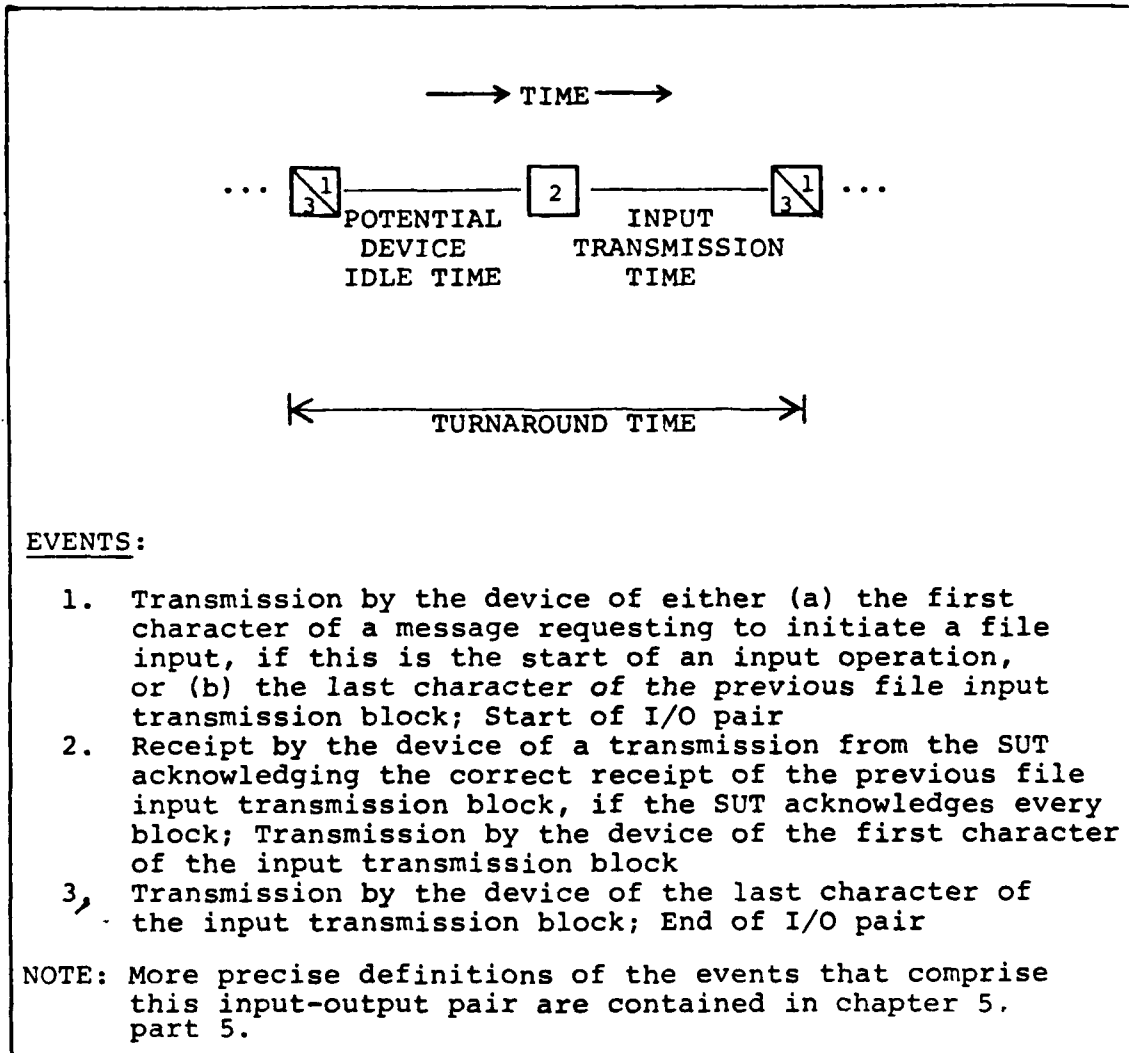 TIME
... 1 3 2 1 3 ...
POTENTIAL INPUT
DEVICE TRANSMISSION
IDLE TIME TIME
TURNAROUND TIME
EVENTS:
1. Transmission by the device of either (a) the first
character of a message requesting to initiate a file
input, if this is the start of an input operation,
or (b) the last character of the previous file input
transmission block; Start of I/O pair
2. Receipt by the device of a transmission from the SUT
acknowledging the correct receipt of the previous file
input transmission block, if the SUT acknowledges every
block; Transmission by the device of the first character
of the input transmission block
3, Transmission by the device of the last character of
the input transmission block; End of I/O pair
NOTE: More precise definitions of the events that comprise
this input-output pair are contained in chapter 5.
part 5.